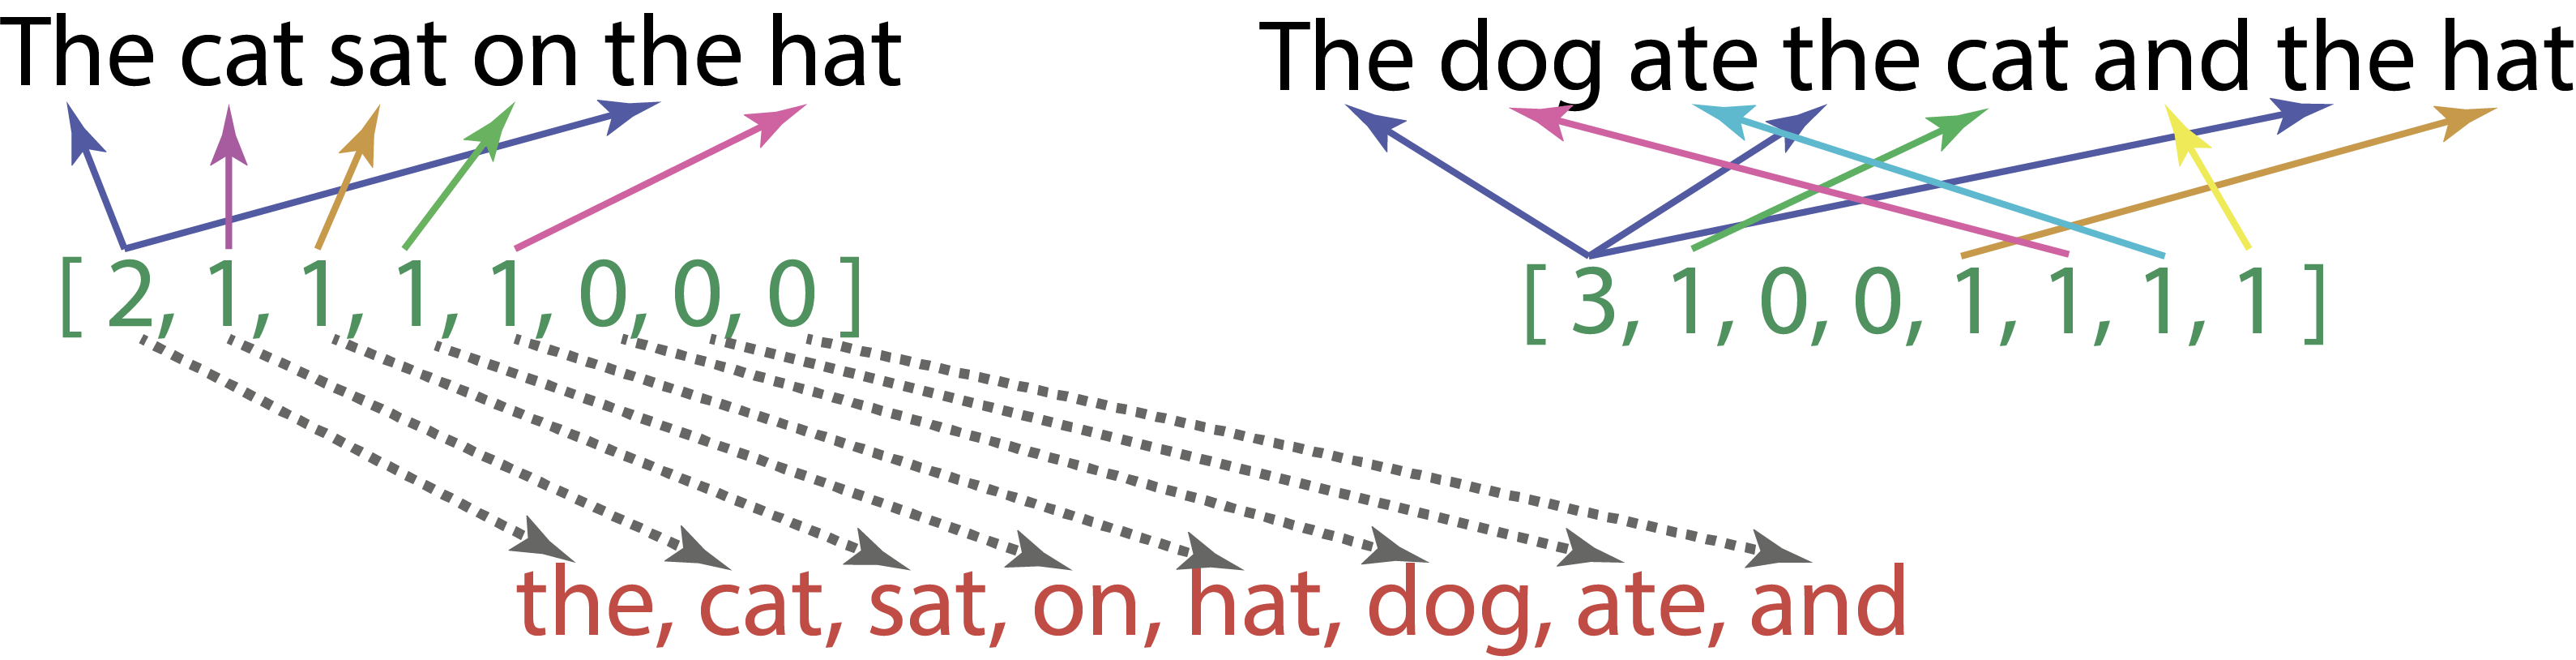 The cat sat on the hat
The dog ate the cat and the hat
[ 2, 1, 1, 1, 1, 0, 0, 0 ]
[ 3, 1, 0, 0, 1, 1, 1, 1 ]
the, cat, sat, on, hat, dog, ate, and